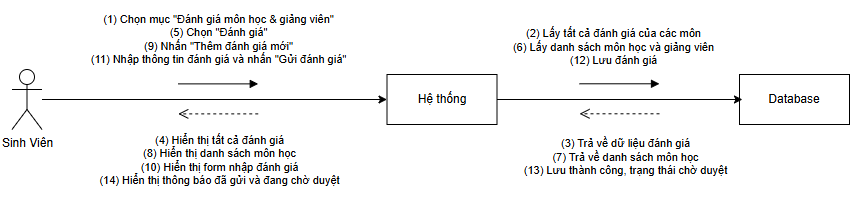 (1) Chọn mục "Đánh giá môn học & giảng viên"
(5) Chọn "Đánh giá"
(9) Nhấn "Thêm đánh giá mới"
(11) Nhập thông tin đánh giá và nhấn "Gửi đánh giá"
(2) Lấy tất cả đánh giá của các môn
(6) Lấy danh sách môn học và giảng viên
(12) Lưu đánh giá
Sinh Viên
Hệ thống
Database
(4) Hiển thị tất cả đánh giá
(8) Hiển thị danh sách môn học
(10) Hiển thị form nhập đánh giá
(14) Hiển thị thông báo đã gửi và đang chờ duyệt
(3) Trả về dữ liệu đánh giá
(7) Trả về danh sách môn học
(13) Lưu thành công, trạng thái chờ duyệt